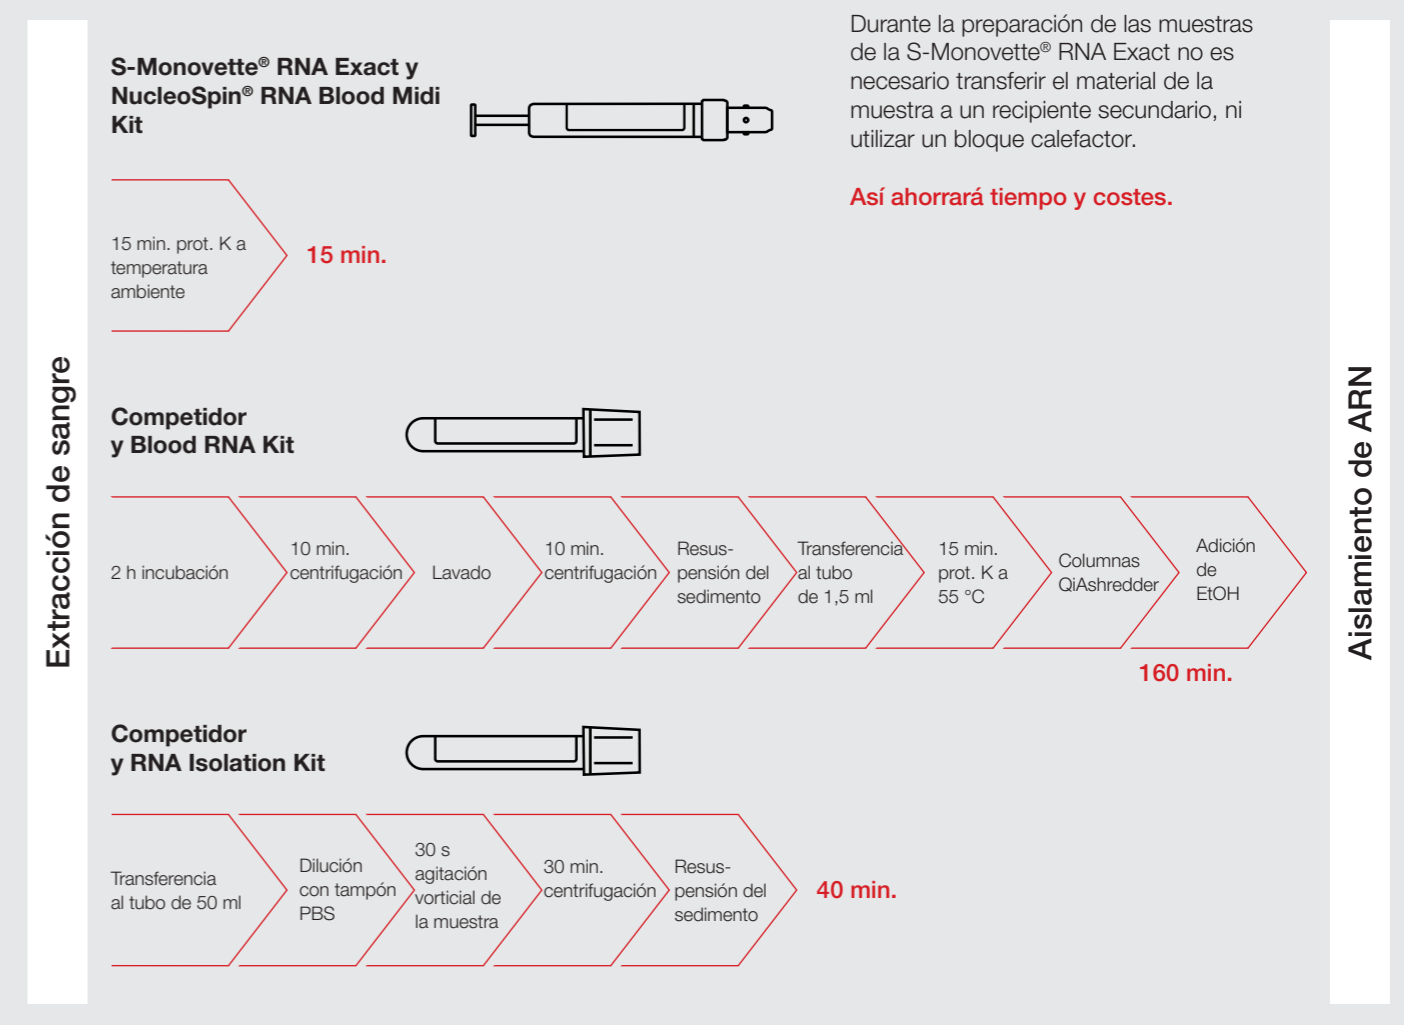 S-Monovette® RNA Exact y
NucleoSpin® RNA Blood Midi
Kit
Durante la preparación de las muestras
de la S-Monovette® RNA Exact no es
necesario transferir el material de la
muestra a un recipiente secundario, ni
utilizar un bloque calefactor.
Así ahorrará tiempo y costes.
15 min. prot. K a
temperatura
ambiente
15 min.
Extracción de sangre
Competidor
y Blood RNA Kit
2 h incubación
10 min.
centrifugación
Lavado
10 min.
centrifugación
Resus-
pensión del
sedimento
Transferencia
al tubo
de 1,5 ml
15 min.
prot. K a
55 °C
Columnas
QiAshredder
Adición
de
EtOH
160 min.
Competidor
y RNA Isolation Kit
Transferencia
al tubo de 50 ml
Dilución
con tampón
PBS
30 s
agitación
vorticial de
la muestra
30 min.
centrifugación
Resus-
pensión del
sedimento
40 min.
Aislamiento de ARN